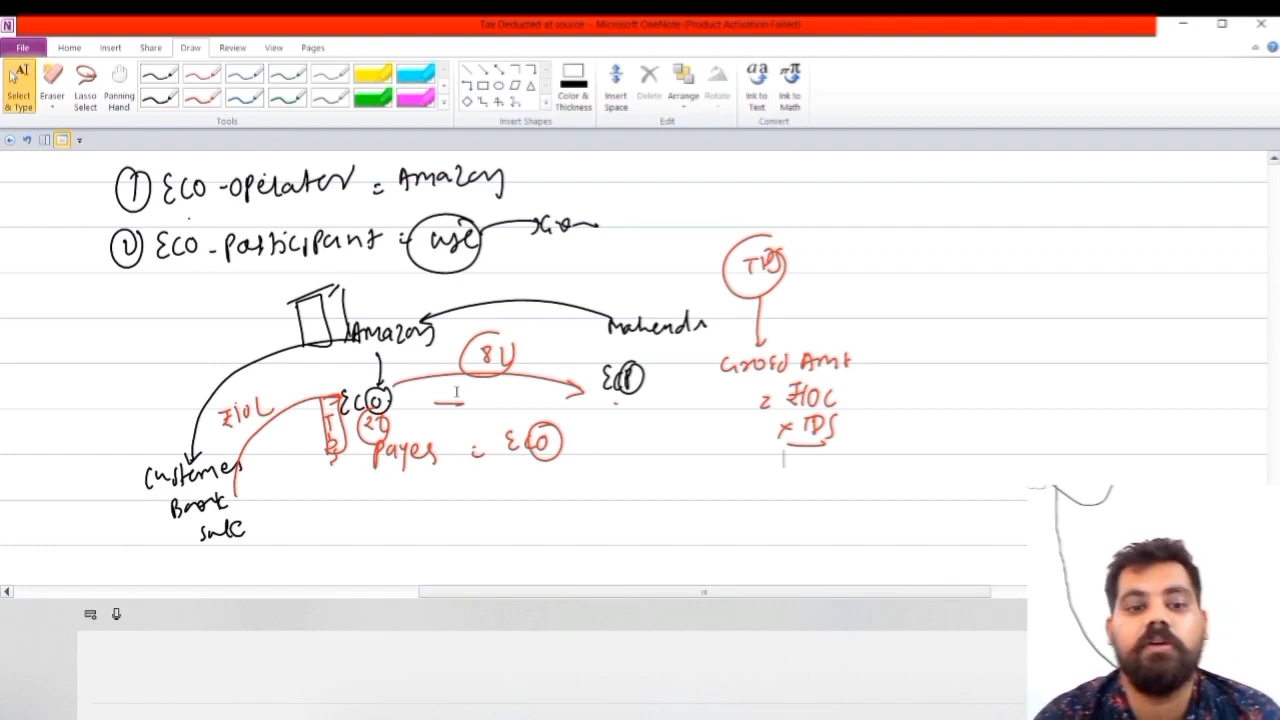 Tax Deducted at source - Microsoft OneNote (Product Activation Failed)
File Home Insert Share Draw Review View Pages
Select & Type
Eraser
Lasso Select
Panning Hand
Color & Thickness
Insert Space
Delete
Arrange
Rotate
Ink to Text
Ink to Math
Tools
Insert Shapes
Edit
Convert
① ECO-operator = Amazon
② ECO-participant = use
TDS
Amazon
Mahendr
8L
Gross Amt
ECO
ECP
= ₹10L
₹10L
2L
x TDS
Payes = ECO
Customer
Book
Sale